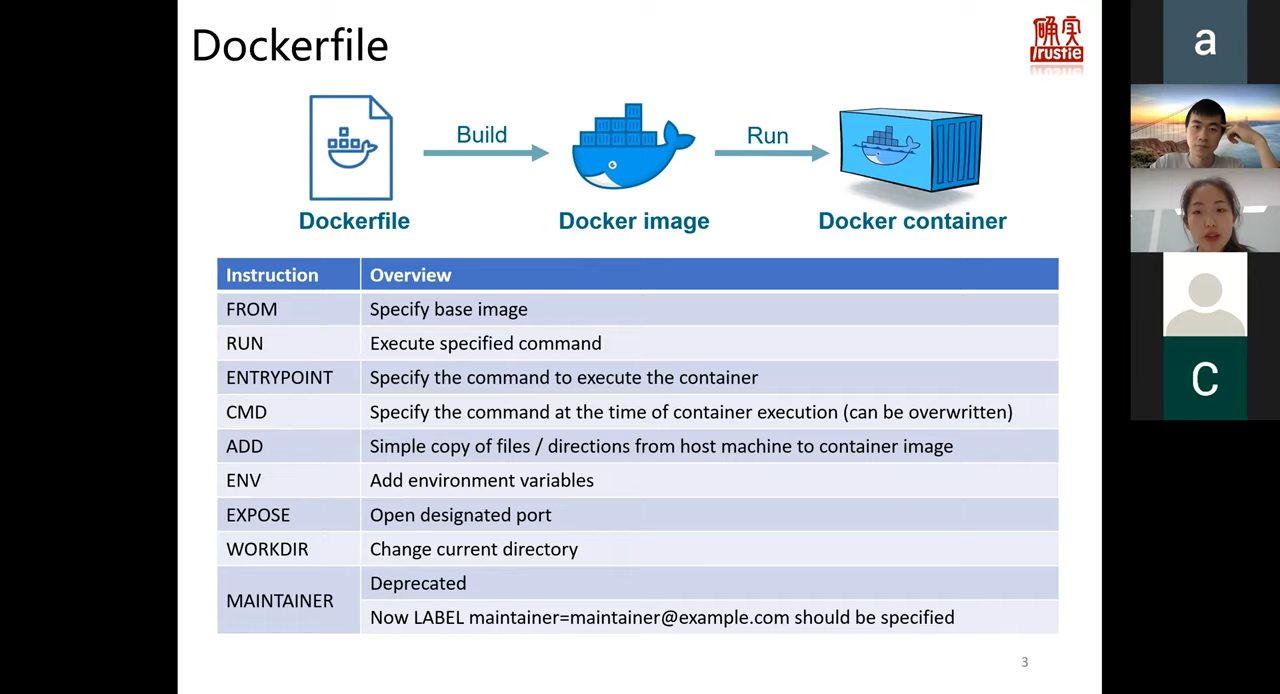 Dockerfile
确实
Trustie
Build
Run
Dockerfile
Docker image
Docker container
Instruction Overview
FROM Specify base image
RUN Execute specified command
ENTRYPOINT Specify the command to execute the container
CMD Specify the command at the time of container execution (can be overwritten)
ADD Simple copy of files / directions from host machine to container image
ENV Add environment variables
EXPOSE Open designated port
WORKDIR Change current directory
MAINTAINER Deprecated
Now LABEL maintainer=maintainer@example.com should be specified
3
a
C